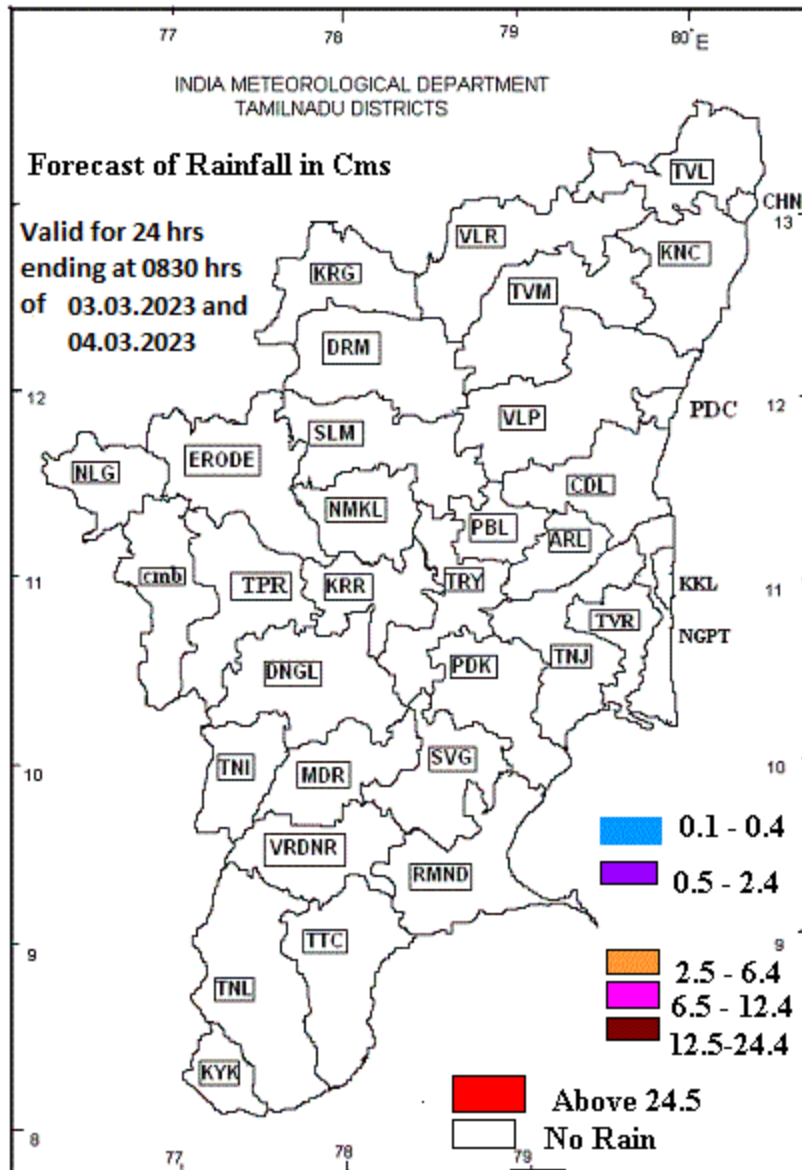 77 78 79 80°E
INDIA METEOROLOGICAL DEPARTMENT
TAMILNADU DISTRICTS
Forecast of Rainfall in Cms
Valid for 24 hrs
ending at 0830 hrs
of 03.03.2023 and
04.03.2023
TVL
CHN
13
VLR
KNC
KRG
TVM
DRM
12
12
PDC
VLP
SLM
ERODE
NLG
CDL
NMKL
PBL
ARL
11
cmb
TPR
KRR
TRY
KKL
11
TVR
NGPT
TNJ
DNGL
PDK
10
TNI
MDR
SVG
10
VRDNR
RMND
0.1 - 0.4
0.5 - 2.4
9
TTC
9
TNL
2.5 - 6.4
6.5 - 12.4
12.5-24.4
KYK
Above 24.5
No Rain
8
77 78 79